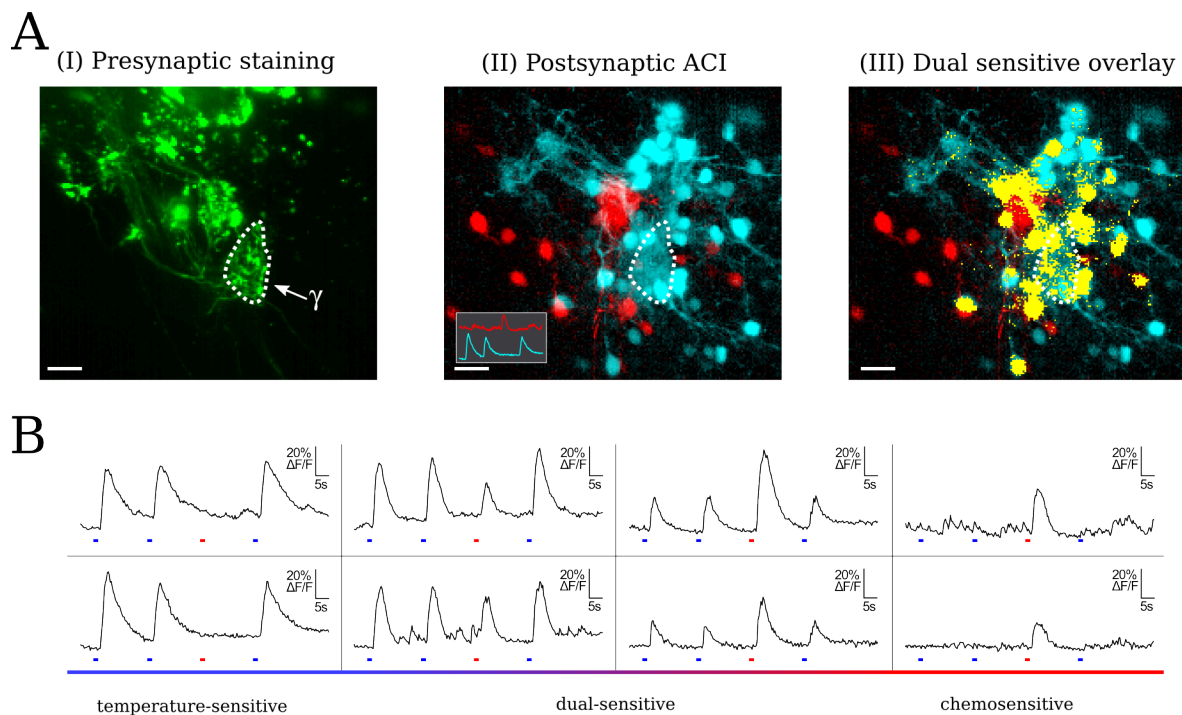 A
(I) Presynaptic staining
(II) Postsynaptic ACI
(III) Dual sensitive overlay
γ
B
20%
ΔF/F
5s
20%
ΔF/F
5s
20%
ΔF/F
5s
20%
ΔF/F
5s
20%
ΔF/F
5s
20%
ΔF/F
5s
20%
ΔF/F
5s
20%
ΔF/F
5s
temperature-sensitive
dual-sensitive
chemosensitive